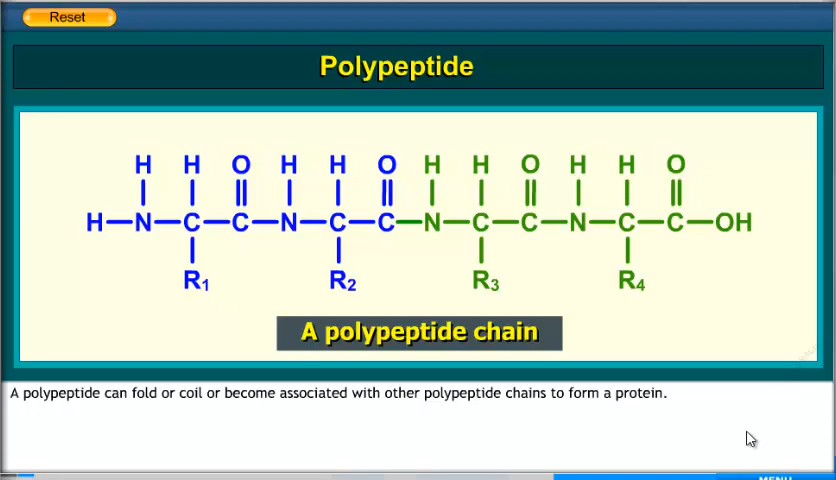 Reset
Polypeptide
H H O H H O H H O H H O
H—N—C—C—N—C—C—N—C—C—N—C—C—OH
R1 R2 R3 R4
A polypeptide chain
A polypeptide can fold or coil or become associated with other polypeptide chains to form a protein.
MENU